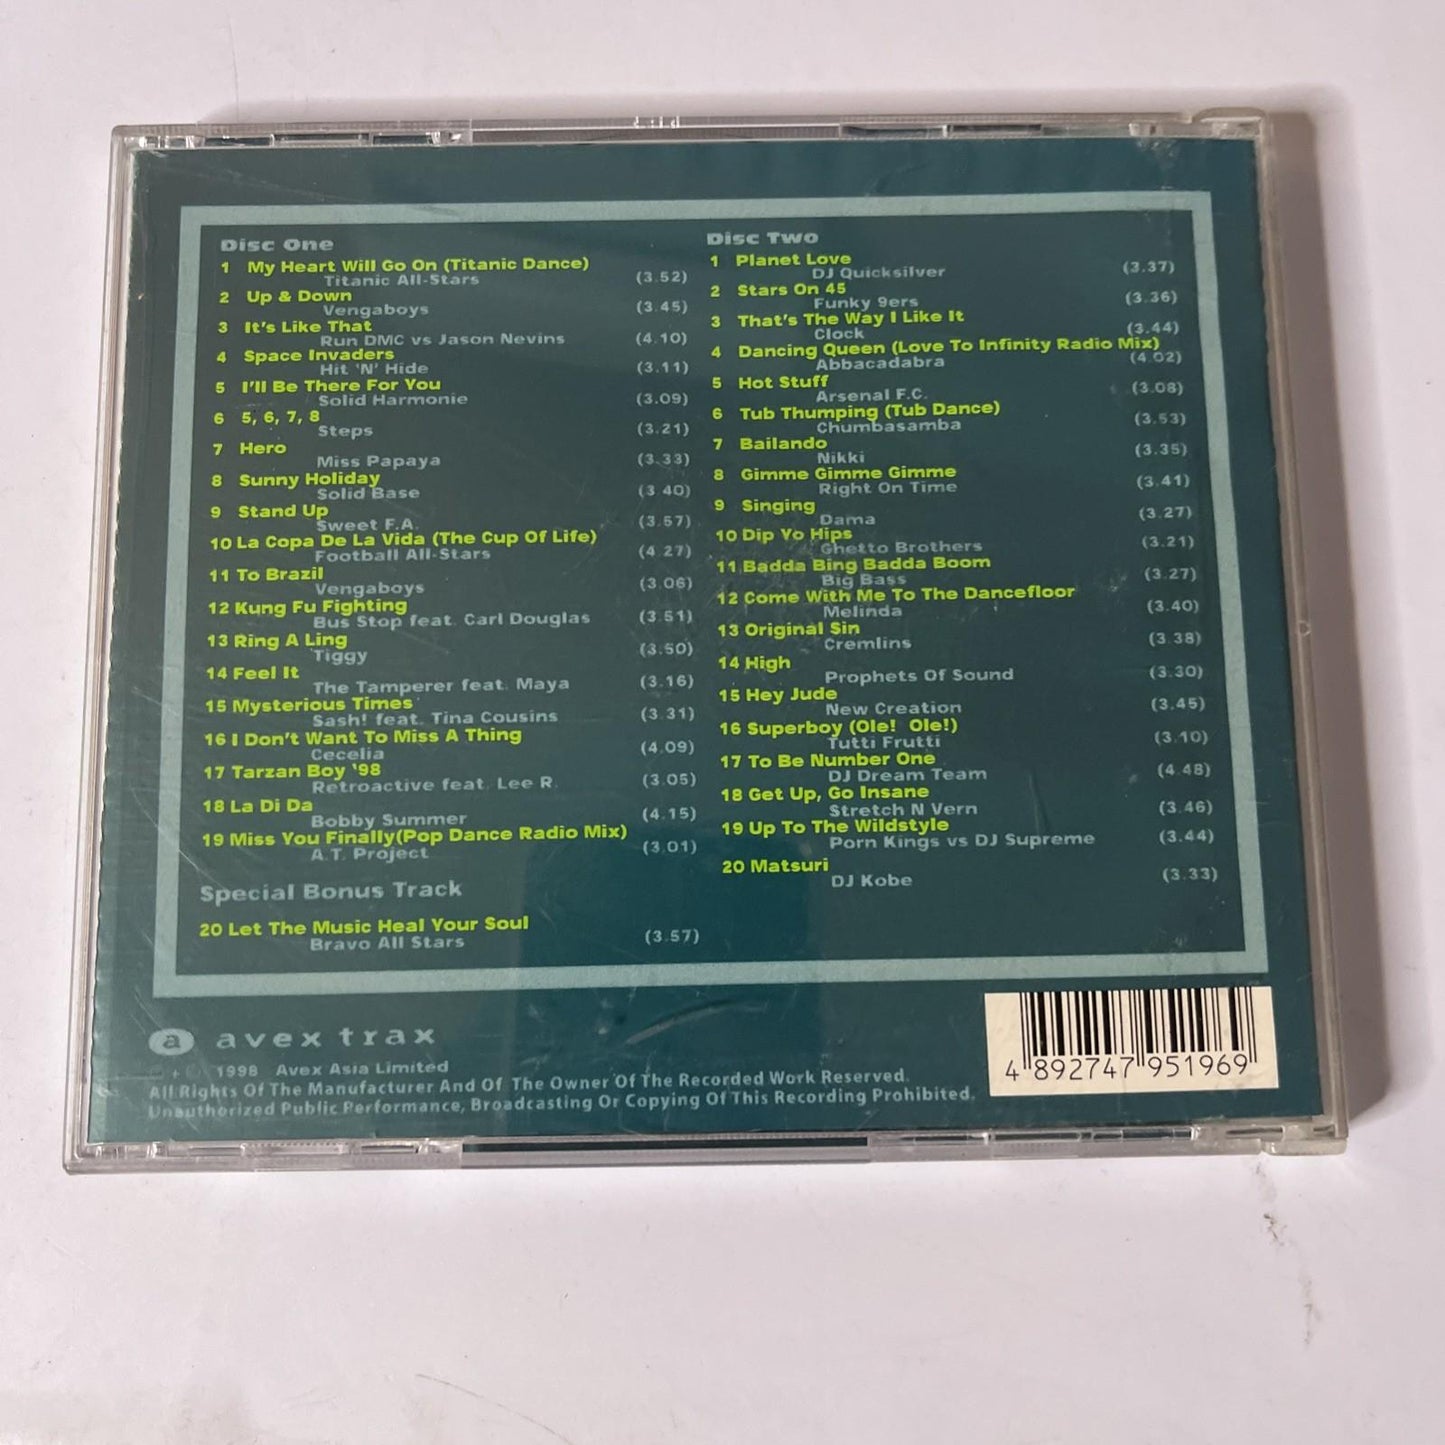 Disc One
1 My Heart Will Go On (Titanic Dance)
Titanic All-Stars (3.52)
2 Up & Down
Vengaboys (3.45)
3 It's Like That
Run DMC vs Jason Nevins (4.10)
4 Space Invaders
Hit 'N' Hide (3.11)
5 I'll Be There For You
Solid Harmonie (3.09)
6 5, 6, 7, 8
Steps (3.21)
7 Hero
Miss Papaya (3.33)
8 Sunny Holiday
Solid Base (3 40)
9 Stand Up
Sweet F.A. (3.57)
10 La Copa De La Vida (The Cup Of Life)
Football All-Stars (4 27)
11 To Brazil
Vengaboys (3.06)
12 Kung Fu Fighting
Bus Stop feat. Carl Douglas (3.51)
13 Ring A Ling
Tiggy (3.50)
14 Feel It
The Tamperer feat. Maya (3.16)
15 Mysterious Times
Sash! feat. Tina Cousins (3.31)
16 I Don't Want To Miss A Thing
Cecelia (4.09)
17 Tarzan Boy '98
Retroactive feat. Lee R. (3.05)
18 La Di Da
Bobby Summer (4.15)
19 Miss You Finally(Pop Dance Radio Mix)
A.T. Project (3.01)
Special Bonus Track
20 Let The Music Heal Your Soul
Bravo All Stars (3.57)
Disc Two
1 Planet Love
DJ Quicksilver (3.37)
2 Stars On 45
Funky 9ers (3.36)
3 That's The Way I Like It
Clock (3.44)
4 Dancing Queen (Love To Infinity Radio Mix)
Abbacadabra (4.02)
5 Hot Stuff
Arsenal F.C. (3.08)
6 Tub Thumping (Tub Dance)
Chumbasamba (3.53)
7 Bailando
Nikki (3.35)
8 Gimme Gimme Gimme
Right On Time (3.41)
9 Singing
Dama (3.27)
10 Dip Yo Hips
Ghetto Brothers (3.21)
11 Badda Bing Badda Boom
Big Bass (3.27)
12 Come With Me To The Dancefloor
Melinda (3.40)
13 Original Sin
Cremlins (3.38)
14 High
Prophets Of Sound (3.30)
15 Hey Jude
New Creation (3.45)
16 Superboy (Ole! Ole!)
Tutti Frutti (3.10)
17 To Be Number One
DJ Dream Team (4.48)
18 Get Up, Go Insane
Stretch N Vern (3.46)
19 Up To The Wildstyle
Porn Kings vs DJ Supreme (3.44)
20 Matsuri
DJ Kobe (3.33)
a avex trax
1998 Avex Asia Limited
All Rights Of The Manufacturer And Of The Owner Of The Recorded Work Reserved.
Unauthorized Public Performance, Broadcasting Or Copying Of This Recording Prohibited.
4 892747 951969